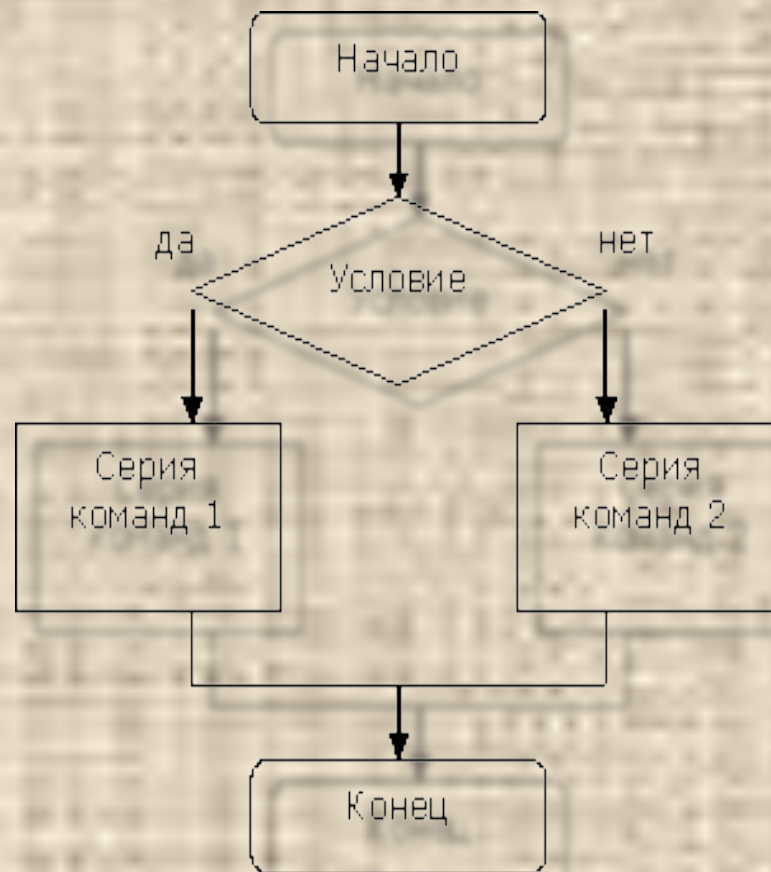 Начало
да
нет
Условие
Серия
команд 1
Серия
команд 2
Конец